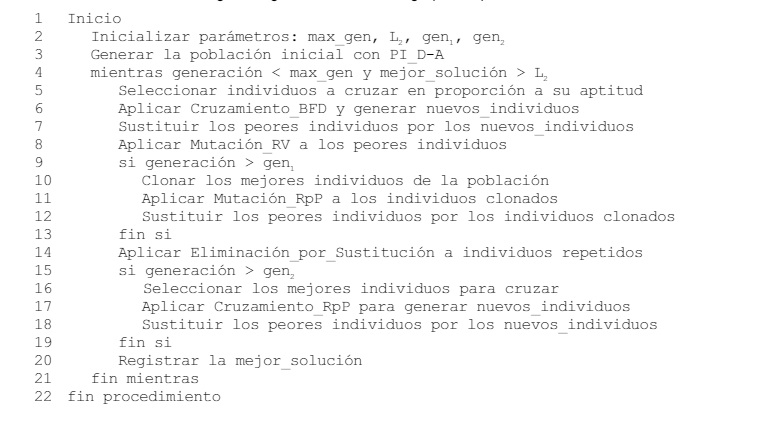 1 Inicio
2 Inicializar parámetros: max_gen, L₂, gen₁, gen₂
3 Generar la población inicial con PI_D-A
4 mientras generación < max_gen y mejor_solución > L₂
5 Seleccionar individuos a cruzar en proporción a su aptitud
6 Aplicar Cruzamiento_BFD y generar nuevos_individuos
7 Sustituir los peores individuos por los nuevos_individuos
8 Aplicar Mutación_RV a los peores individuos
9 si generación > gen₁
10 Clonar los mejores individuos de la población
11 Aplicar Mutación_RpP a los individuos clonados
12 Sustituir los peores individuos por los individuos clonados
13 fin si
14 Aplicar Eliminación_por_Sustitución a individuos repetidos
15 si generación > gen₂
16 Seleccionar los mejores individuos para cruzar
17 Aplicar Cruzamiento_RpP para generar nuevos_individuos
18 Sustituir los peores individuos por los nuevos_individuos
19 fin si
20 Registrar la mejor_solución
21 fin mientras
22 fin procedimiento